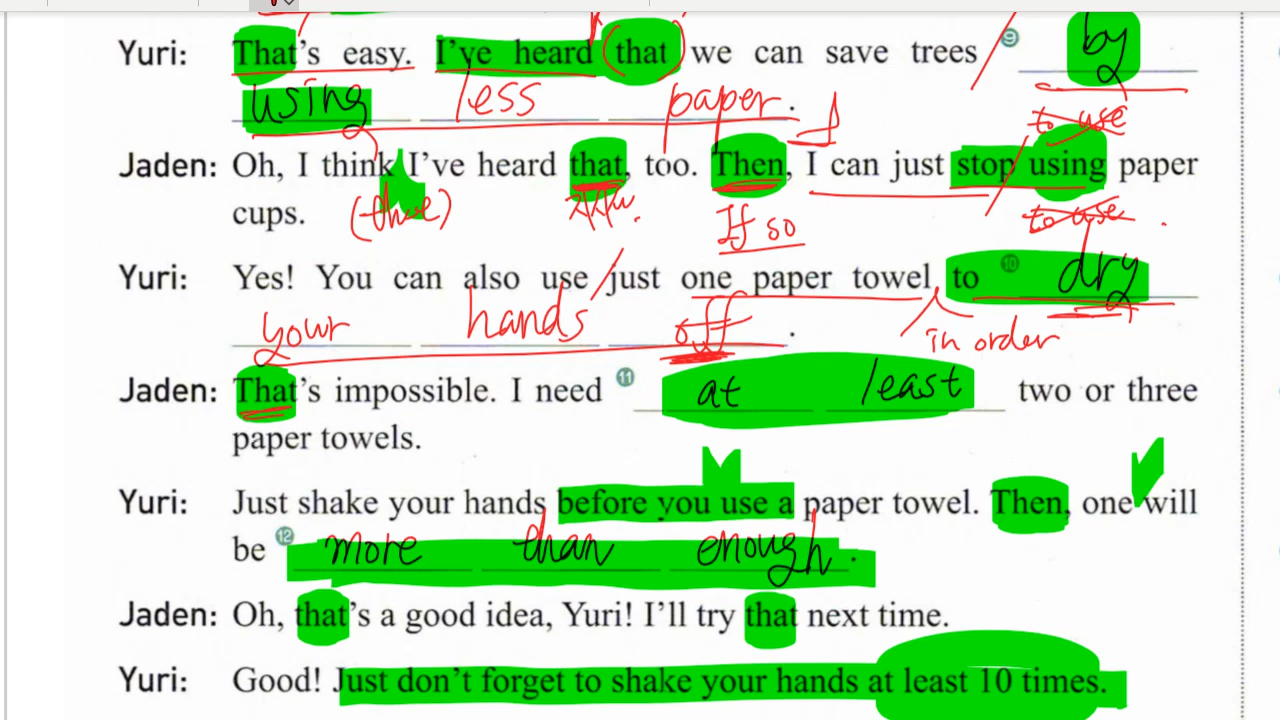 Yuri: That's easy. I've heard (that) we can save trees / ⑨ by
to use
using less paper.
Jaden: Oh, I think I've heard that, too. Then, I can just stop / using paper
cups. (that) If so to use
Yuri: Yes! You can also use / just one paper towel, to ⑩ dry
your hands off. in order
Jaden: That's impossible. I need ⑪ at least two or three
paper towels.
Yuri: Just shake your hands before you use a paper towel. Then, one will
be ⑫ more than enough.
Jaden: Oh, that's a good idea, Yuri! I'll try that next time.
Yuri: Good! Just don't forget to shake your hands at least 10 times.